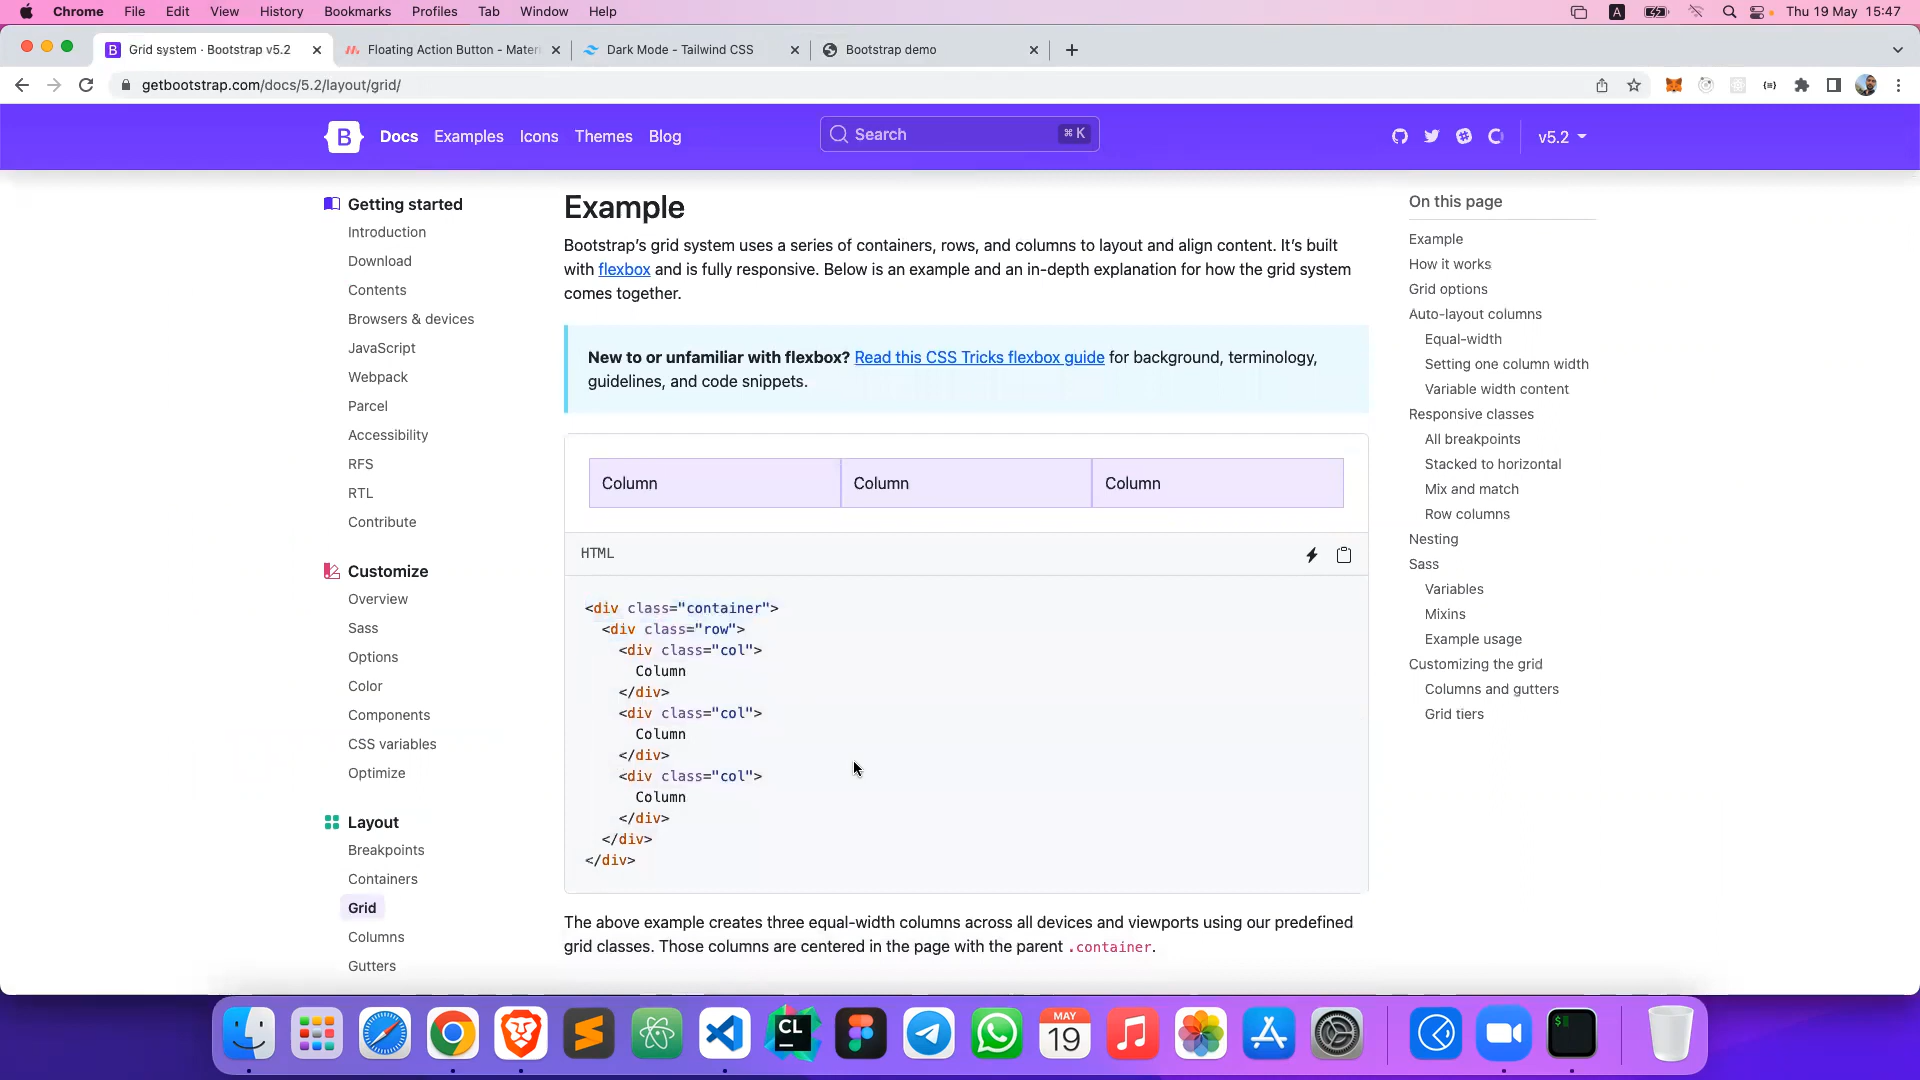 Chrome File Edit View History Bookmarks Profiles Tab Window Help A Thu 19 May 15:47
B Grid system · Bootstrap v5.2 Floating Action Button - Mater Dark Mode - Tailwind CSS Bootstrap demo
getbootstrap.com/docs/5.2/layout/grid/
B Docs Examples Icons Themes Blog Search ⌘ K v5.2
Getting started
Introduction
Download
Contents
Browsers & devices
JavaScript
Webpack
Parcel
Accessibility
RFS
RTL
Contribute
Customize
Overview
Sass
Options
Color
Components
CSS variables
Optimize
Layout
Breakpoints
Containers
Grid
Columns
Gutters
Example
Bootstrap’s grid system uses a series of containers, rows, and columns to layout and align content. It’s built
with flexbox and is fully responsive. Below is an example and an in-depth explanation for how the grid system
comes together.
New to or unfamiliar with flexbox? Read this CSS Tricks flexbox guide for background, terminology,
guidelines, and code snippets.
Column Column Column
HTML
<div class="container">
<div class="row">
<div class="col">
Column
</div>
<div class="col">
Column
</div>
<div class="col">
Column
</div>
</div>
</div>
The above example creates three equal-width columns across all devices and viewports using our predefined
grid classes. Those columns are centered in the page with the parent .container.
On this page
Example
How it works
Grid options
Auto-layout columns
Equal-width
Setting one column width
Variable width content
Responsive classes
All breakpoints
Stacked to horizontal
Mix and match
Row columns
Nesting
Sass
Variables
Mixins
Example usage
Customizing the grid
Columns and gutters
Grid tiers
CL
MAY
19
$